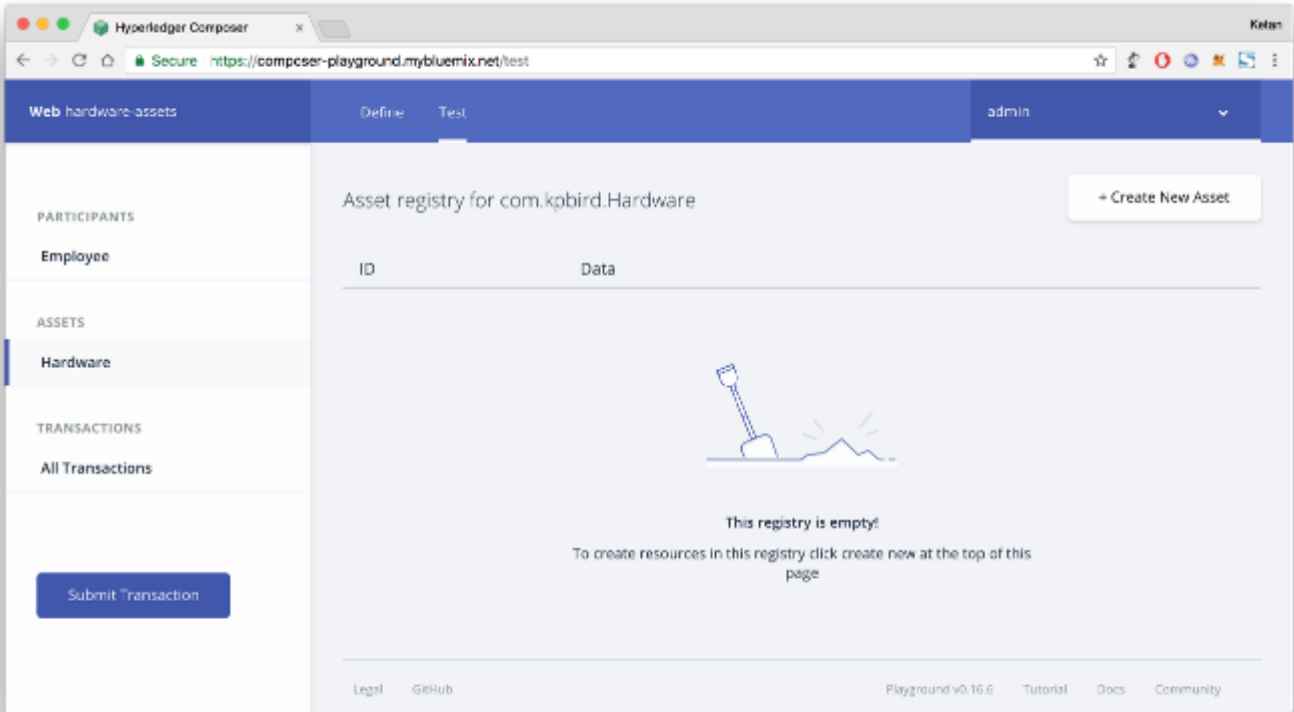 Hyperledger Composer
Ketan
Secure https://composer-playground.mybluemix.net/test
Web hardware-assets
Define Test
admin
PARTICIPANTS
Employee
ASSETS
Hardware
TRANSACTIONS
All Transactions
Submit Transaction
Asset registry for com.kpbird.Hardware
+ Create New Asset
ID Data
This registry is empty!
To create resources in this registry click create new at the top of this
page
Legal GitHub
Playground v0.16.6 Tutorial Docs Community